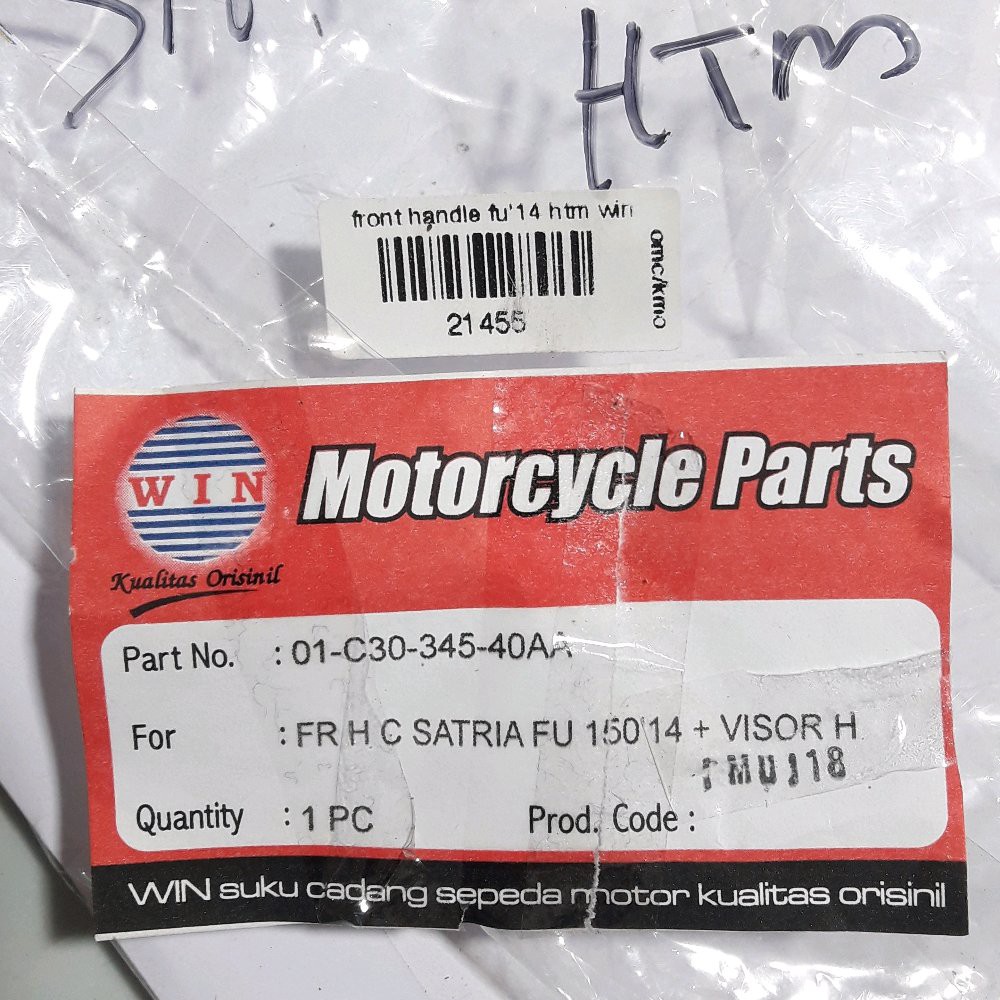 HTM
front handle fu'14 htm win
21455
WIN
Kualitas Orisinil
Motorcycle Parts
Part No. : 01-C30-345-40AA
For : FR H C SATRIA FU 150'14 + VISOR H
Quantity : 1 PC
Prod. Code :
WIN suku cadang sepeda motor kualitas orisinil